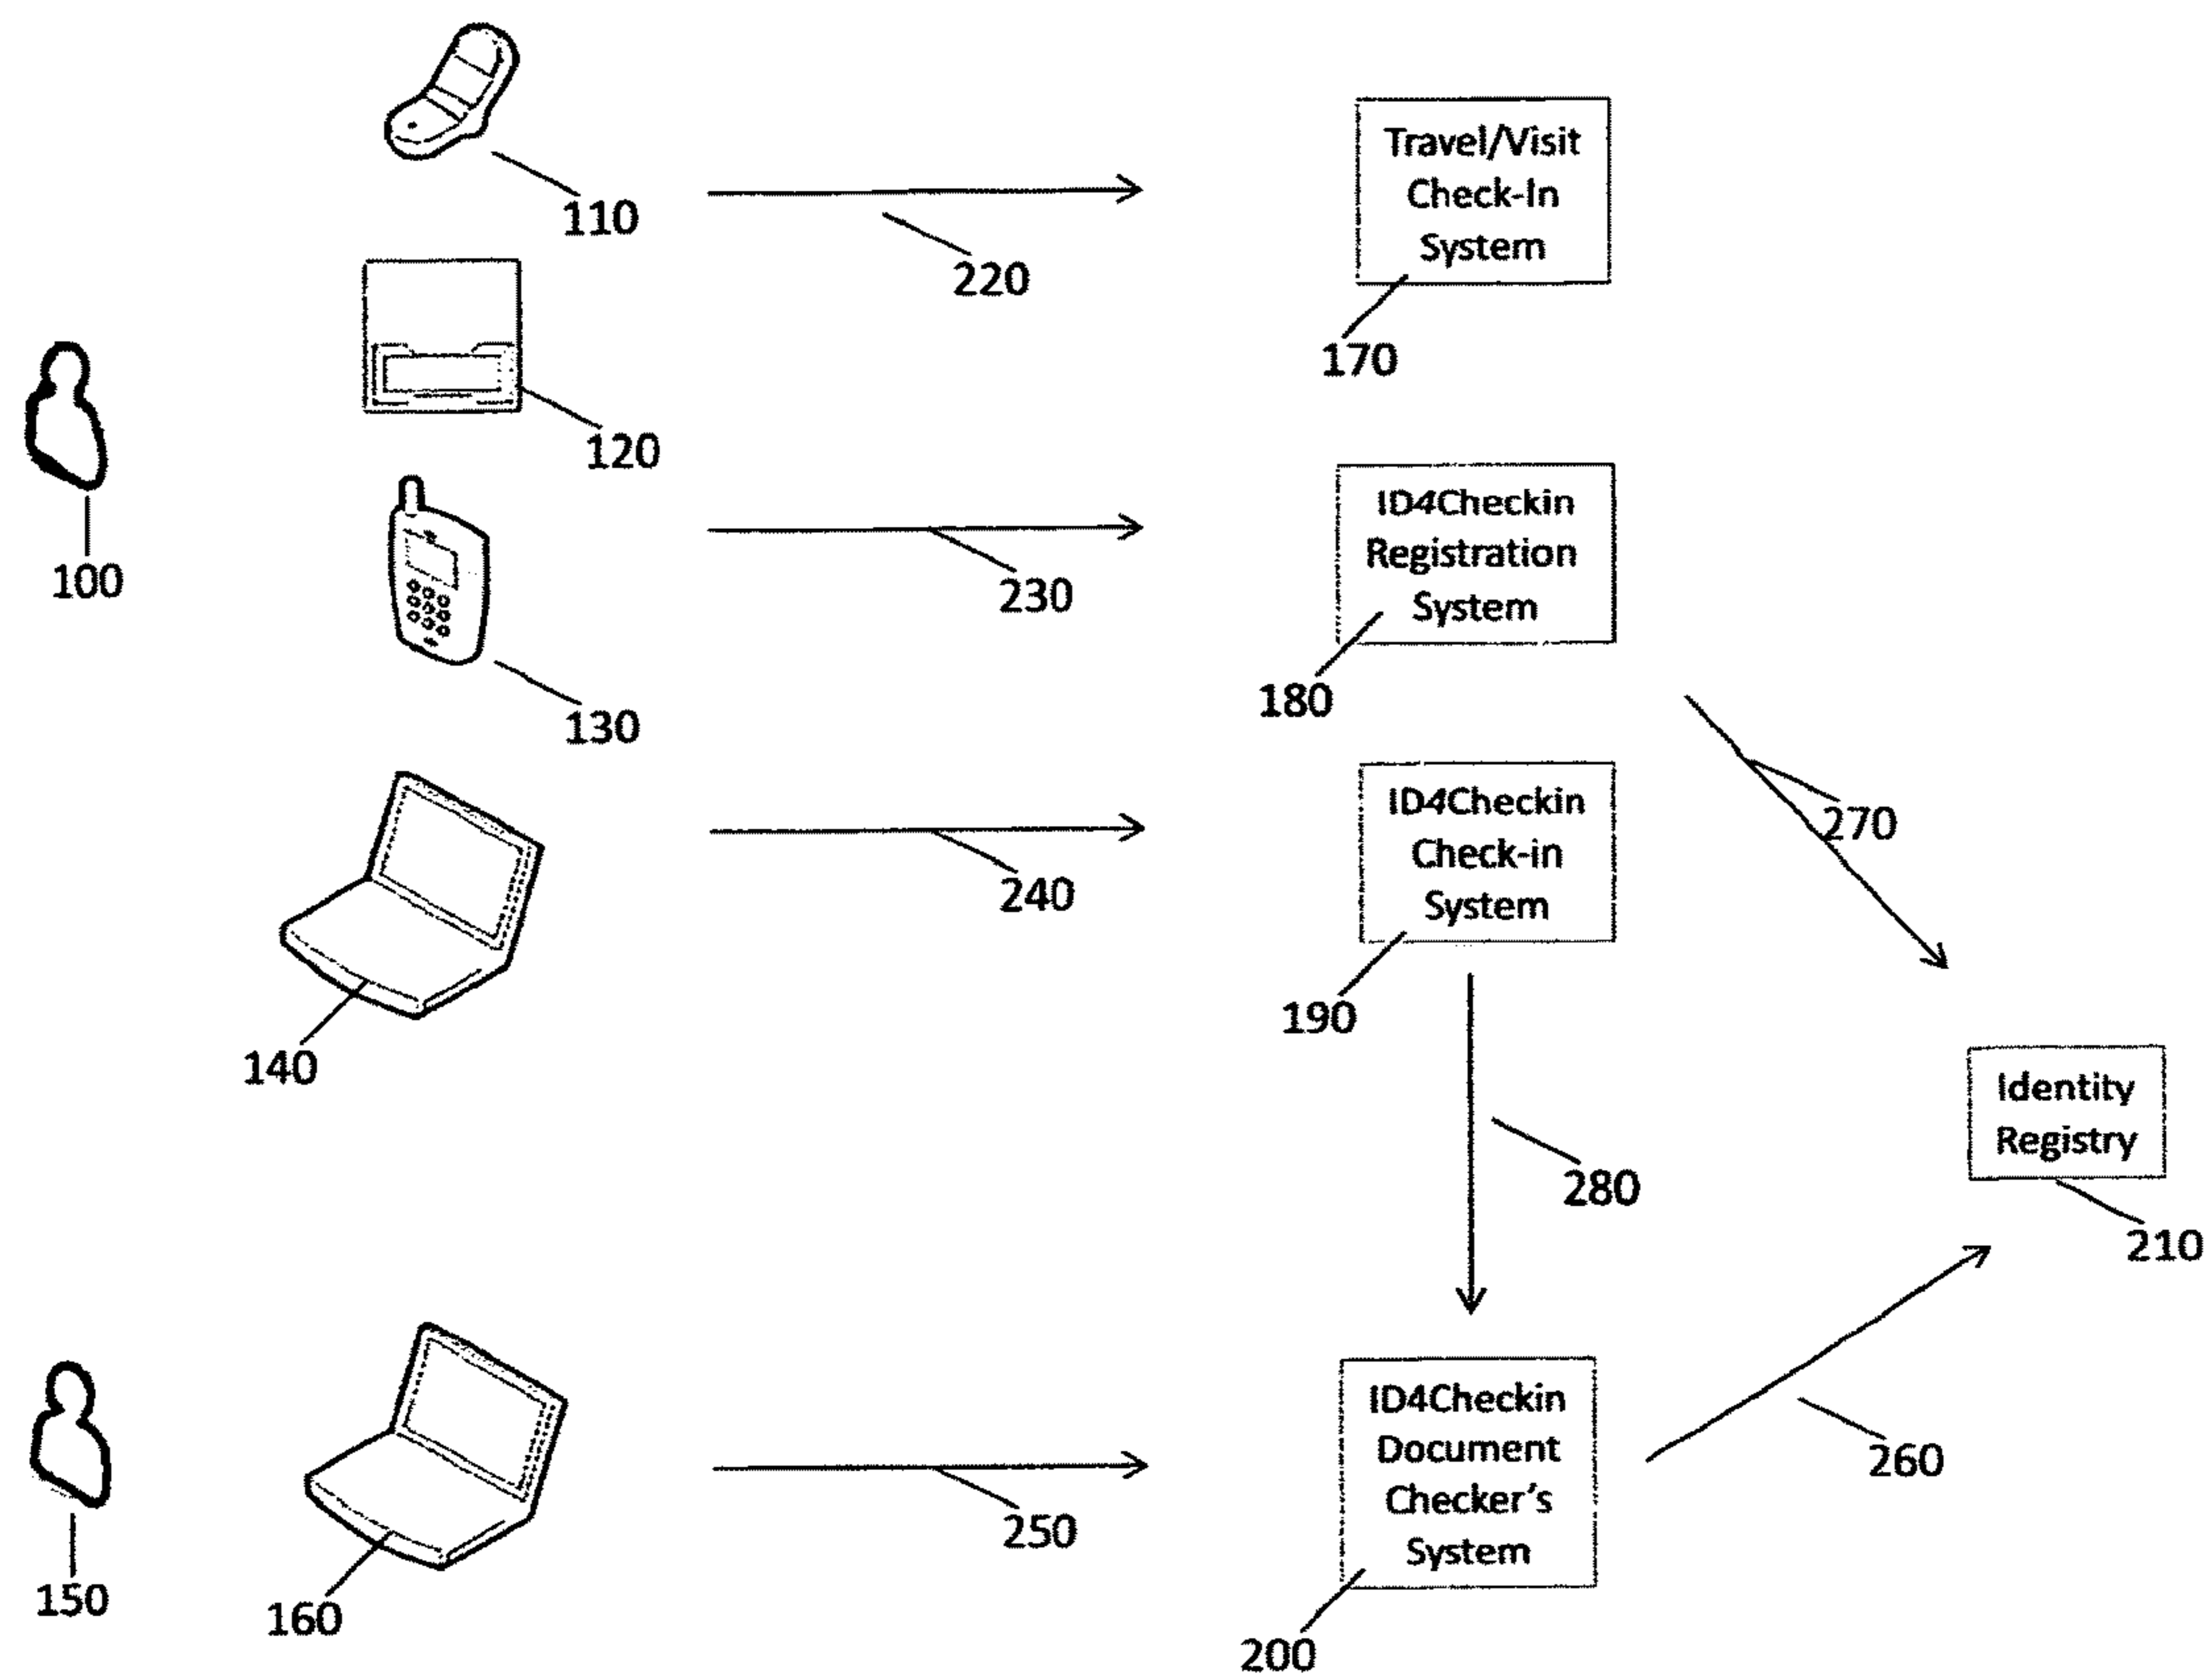 110
220
Travel/Visit
Check-In
System
170
120
100
130
230
ID4Checkin
Registration
System
180
140
240
ID4Checkin
Check-in
System
190
270
280
Identity
Registry
210
150
160
250
ID4Checkin
Document
Checker's
System
200
260